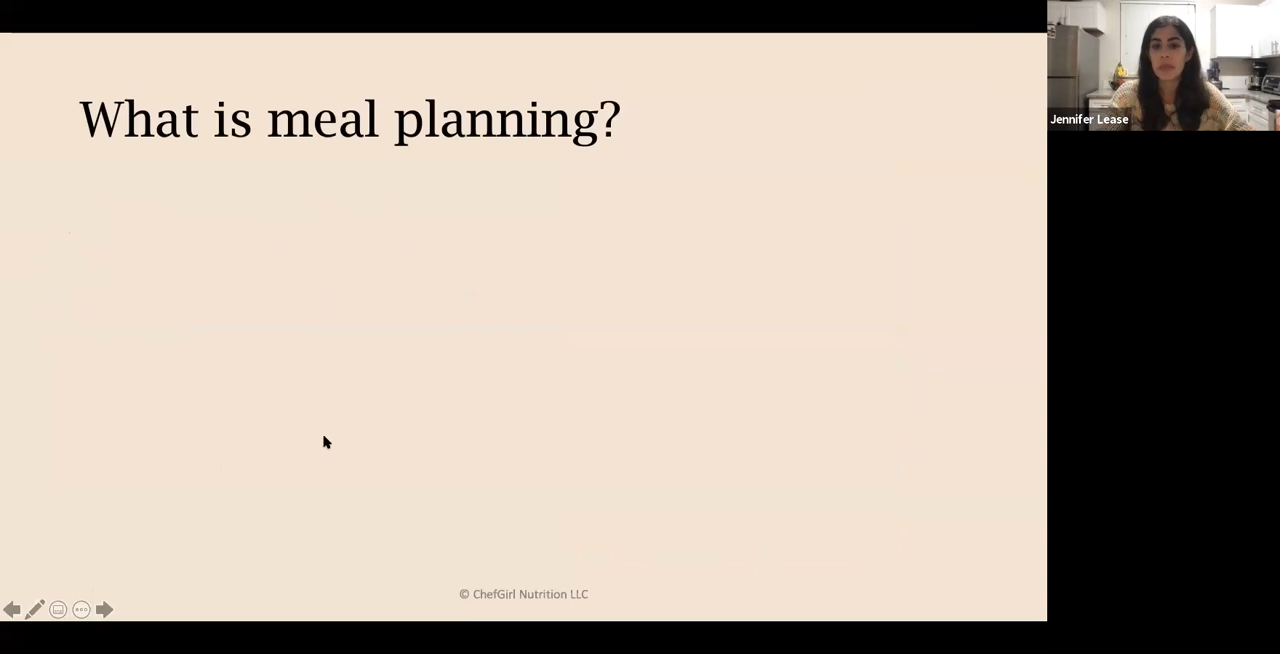 What is meal planning?
Jennifer Lease
© ChefGirl Nutrition LLC